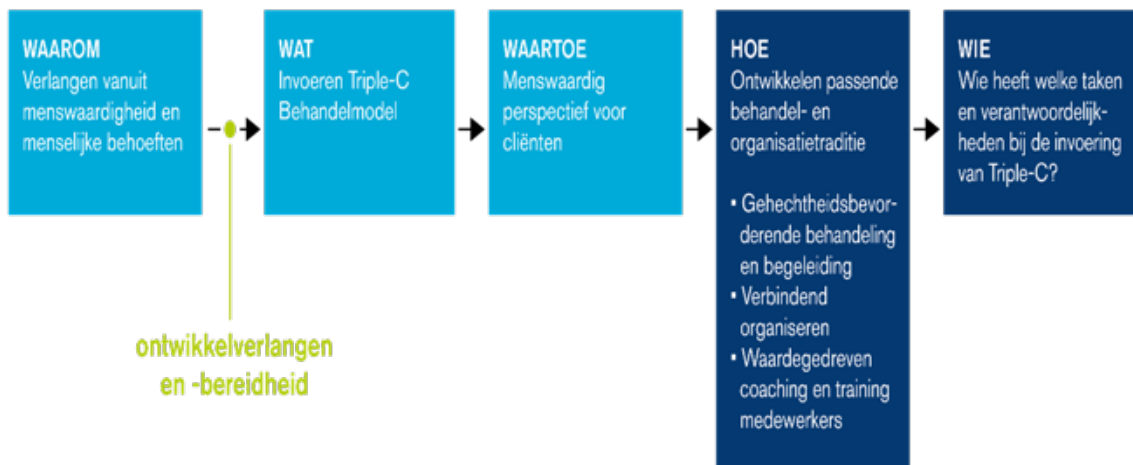 WAAROM
Verlangen vanuit
menswaardigheid en
menselijke behoeften
ontwikkelverlangen
en -bereidheid
WAT
Invoeren Triple-C
Behandelmodel
WAARTOE
Menswaardig
perspectief voor
cliënten
HOE
Ontwikkelen passende
behandel- en
organisatietraditie
▪ Gehechtheidsbevor-
derende behandeling
en begeleiding
▪ Verbindend
organiseren
▪ Waardegedreven
coaching en training
medewerkers
WIE
Wie heeft welke taken
en verantwoordelijk-
heden bij de invoering
van Triple-C?